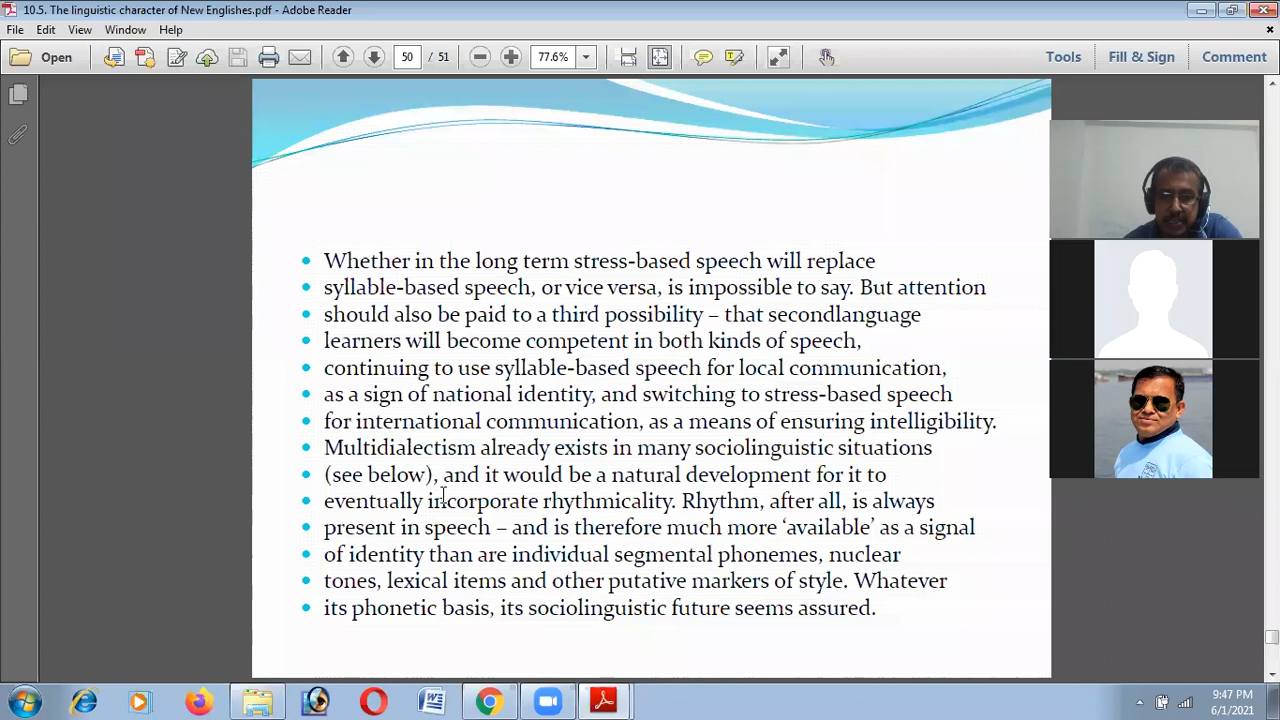 10.5. The linguistic character of New Englishes.pdf - Adobe Reader
File Edit View Window Help
Open 50 / 51 77.6% Tools Fill & Sign Comment
Whether in the long term stress-based speech will replace
syllable-based speech, or vice versa, is impossible to say. But attention
should also be paid to a third possibility – that secondlanguage
learners will become competent in both kinds of speech,
continuing to use syllable-based speech for local communication,
as a sign of national identity, and switching to stress-based speech
for international communication, as a means of ensuring intelligibility.
Multidialectism already exists in many sociolinguistic situations
(see below), and it would be a natural development for it to
eventually incorporate rhythmicality. Rhythm, after all, is always
present in speech – and is therefore much more ‘available’ as a signal
of identity than are individual segmental phonemes, nuclear
tones, lexical items and other putative markers of style. Whatever
its phonetic basis, its sociolinguistic future seems assured.
9:47 PM
6/1/2021